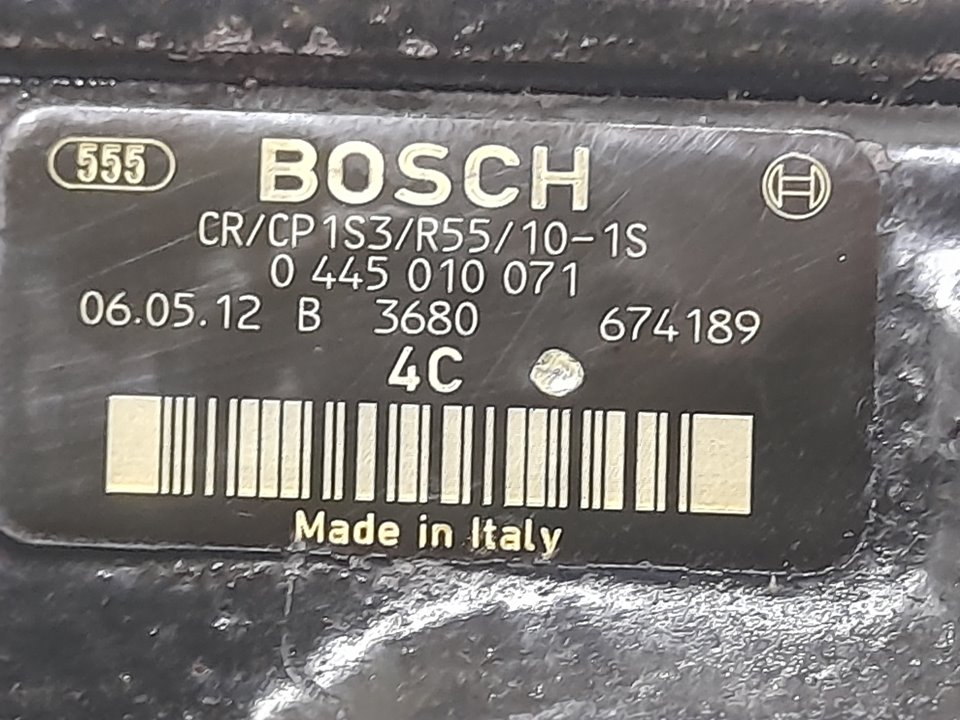 555 BOSCH
CR/CP1S3/R55/10-1S
0 445 010 071
06.05.12 B 3680 674189
4C
Made in Italy